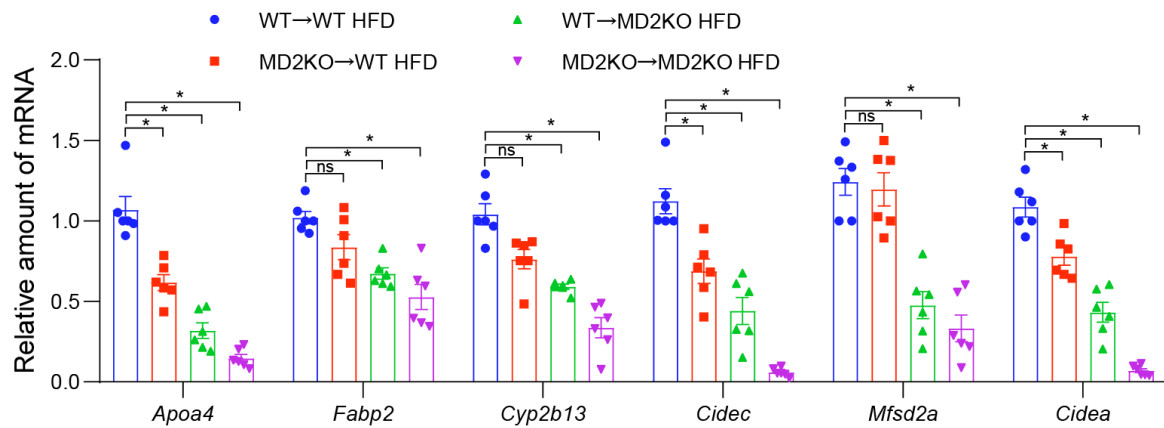 WT→WT HFD
WT→MD2KO HFD
MD2KO→WT HFD
MD2KO→MD2KO HFD
Relative amount of mRNA
2.0
1.5
1.0
0.5
0.0
*
*
*
*
*
ns
*
*
ns
*
*
*
*
*
ns
*
*
*
Apoa4
Fabp2
Cyp2b13
Cidec
Mfsd2a
Cidea